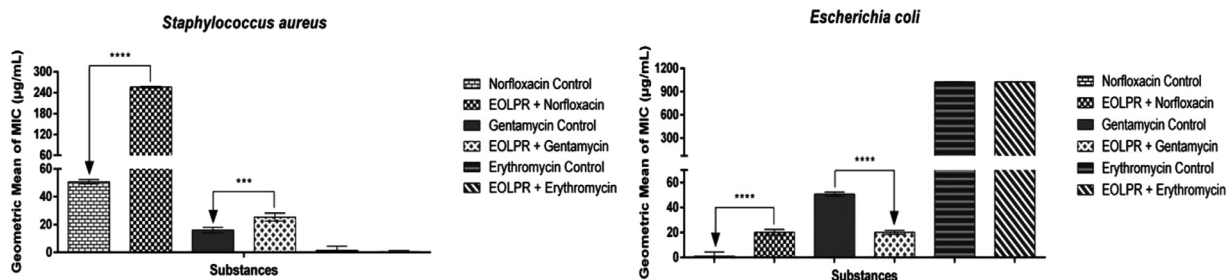 Staphylococcus aureus
Geometric Mean of MIC (µg/mL)
300
240
180
120
60
60
40
20
0
****
***
Substances
Norfloxacin Control
EOLPR + Norfloxacin
Gentamycin Control
EOLPR + Gentamycin
Erythromycin Control
EOLPR + Erythromycin
Escherichia coli
Geometric Mean of MIC (µg/mL)
1200
900
600
300
60
40
20
0
****
****
Substances
Norfloxacin Control
EOLPR + Norfloxacin
Gentamycin Control
EOLPR + Gentamycin
Erythromycin Control
EOLPR + Erythromycin